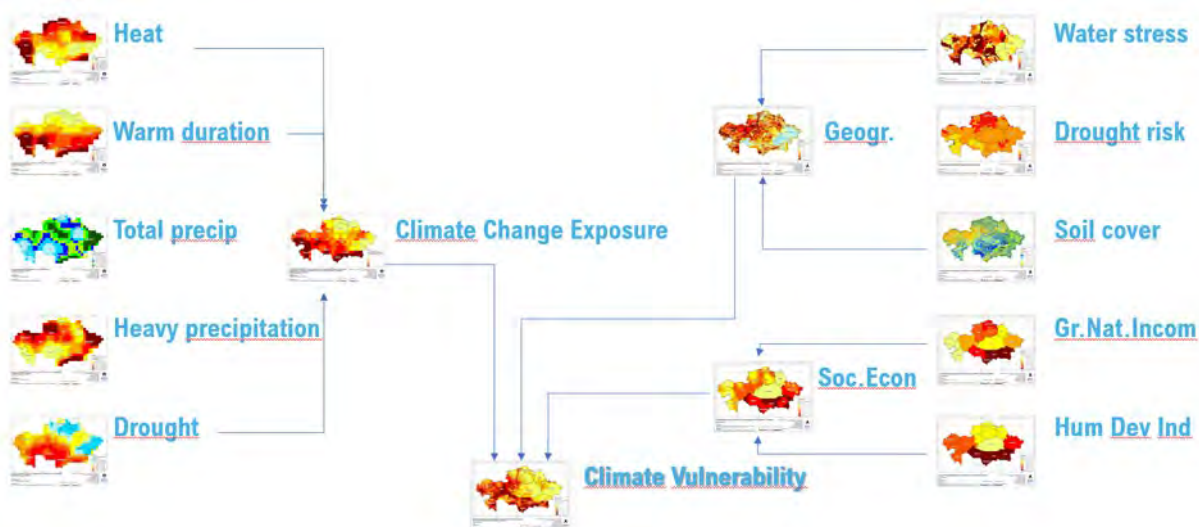 Heat
Warm duration
Total precip
Heavy precipitation
Drought
Climate Change Exposure
Climate Vulnerability
Geogr.
Soc.Econ
Water stress
Drought risk
Soil cover
Gr.Nat.Incom
Hum Dev Ind